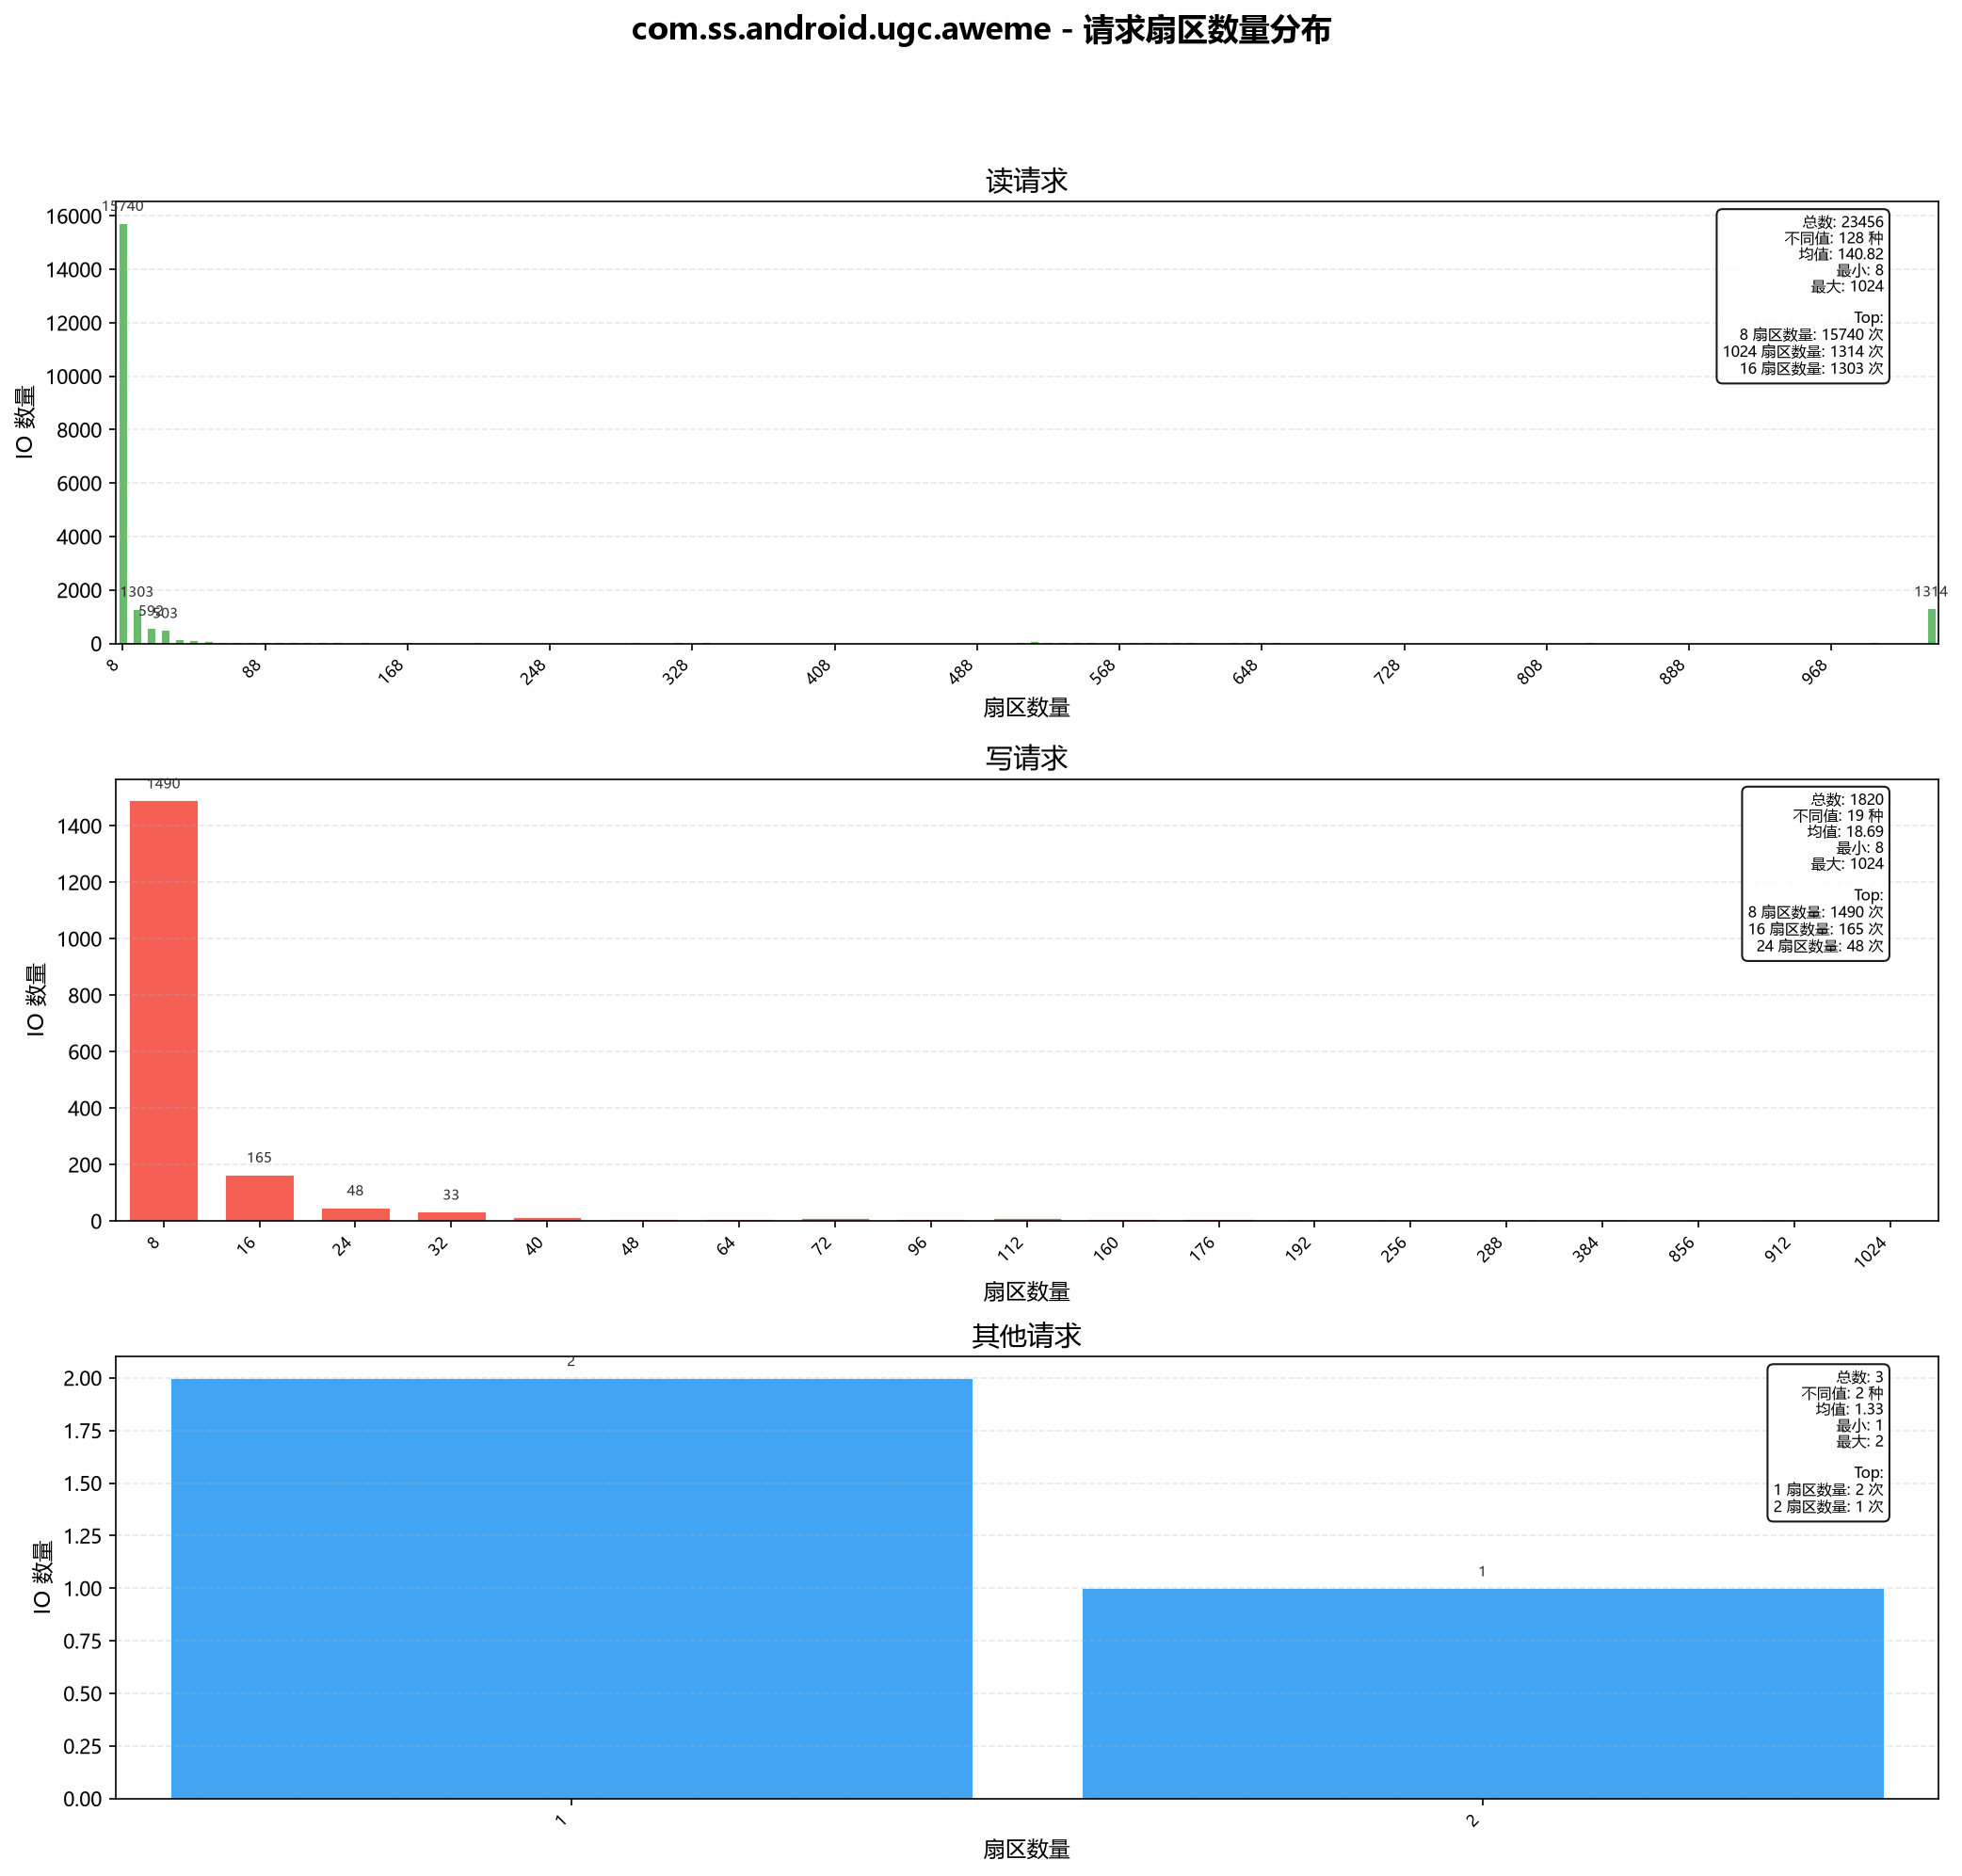 com.ss.android.ugc.aweme - 请求扇区数量分布
读请求
IO 数量
16000
14000
12000
10000
8000
6000
4000
2000
0
15740
1303
592
503
1314
总数: 23456
不同值: 128 种
均值: 140.82
最小: 8
最大: 1024
Top:
8 扇区数量: 15740 次
1024 扇区数量: 1314 次
16 扇区数量: 1303 次
8 88 168 248 328 408 488 568 648 728 808 888 968
扇区数量
写请求
IO 数量
1400
1200
1000
800
600
400
200
0
1490
165
48
33
总数: 1820
不同值: 19 种
均值: 18.69
最小: 8
最大: 1024
Top:
8 扇区数量: 1490 次
16 扇区数量: 165 次
24 扇区数量: 48 次
8 16 24 32 40 48 64 72 96 112 160 176 192 256 288 384 856 912 1024
扇区数量
其他请求
IO 数量
2.00
1.75
1.50
1.25
1.00
0.75
0.50
0.25
0.00
2
1
总数: 3
不同值: 2 种
均值: 1.33
最小: 1
最大: 2
Top:
1 扇区数量: 2 次
2 扇区数量: 1 次
1 2
扇区数量